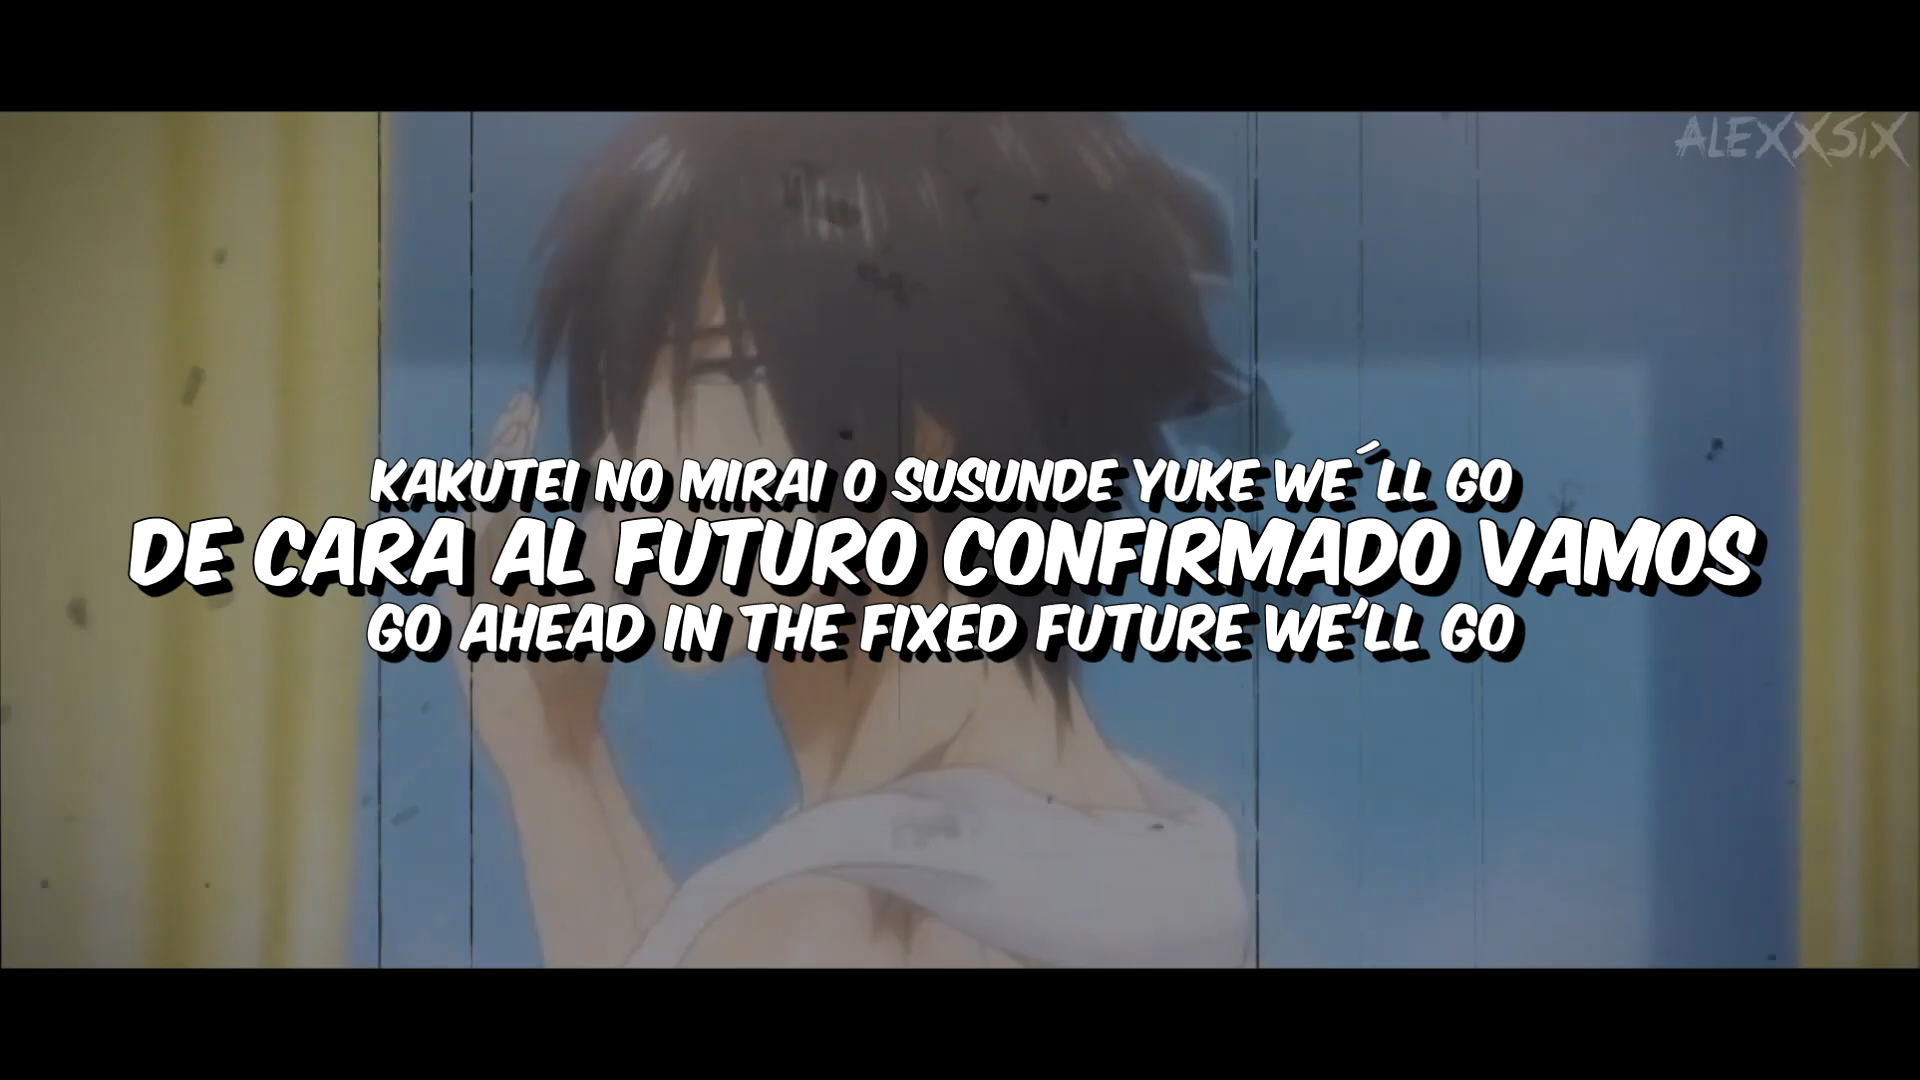 ALEXXSIX
KAKUTEI NO MIRAI O SUSUNDE YUKE WE´LL GO
DE CARA AL FUTURO CONFIRMADO VAMOS
GO AHEAD IN THE FIXED FUTURE WE'LL GO